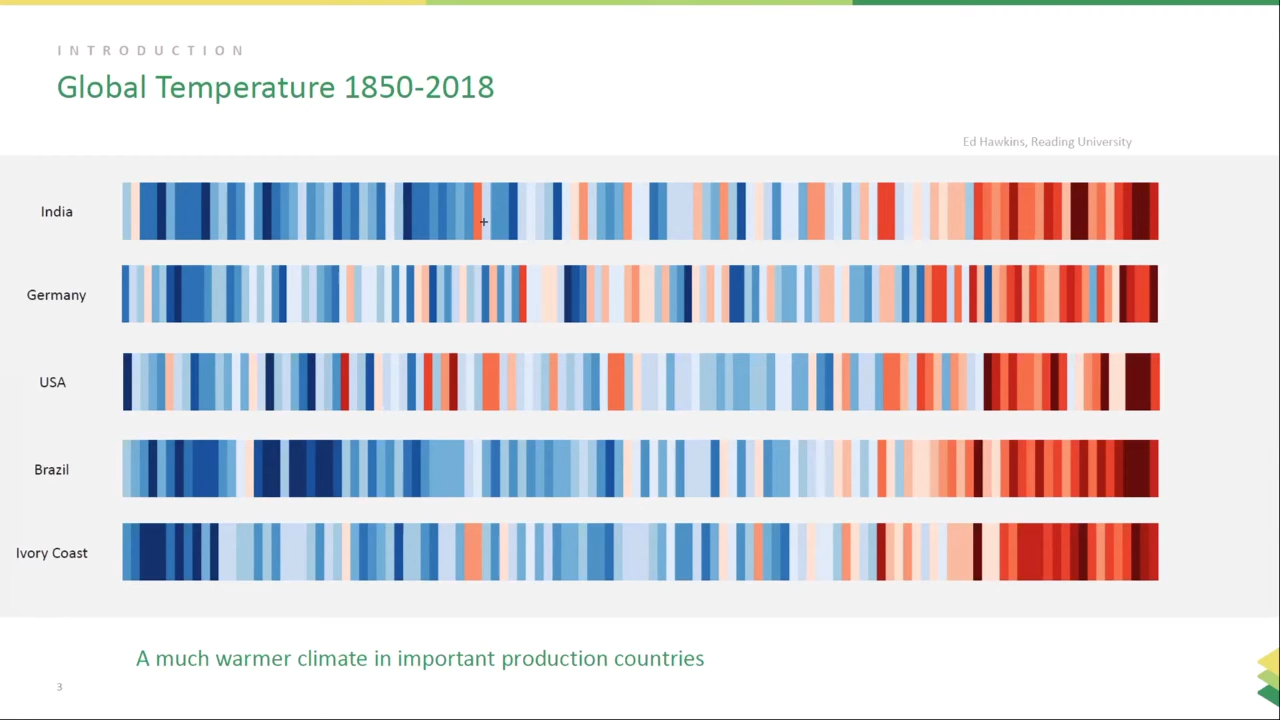 INTRODUCTION
Global Temperature 1850-2018
Ed Hawkins, Reading University
India
Germany
USA
Brazil
Ivory Coast
A much warmer climate in important production countries
3